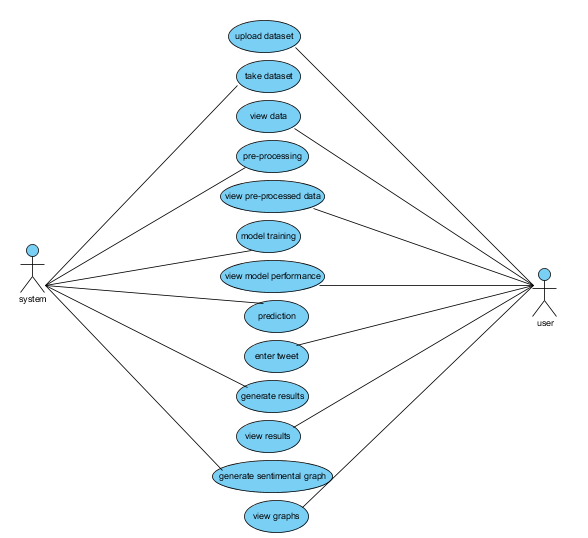 upload dataset
take dataset
view data
pre-processing
view pre-processed data
model training
view model performance
system
prediction
user
enter tweet
generate results
view results
generate sentimental graph
view graphs